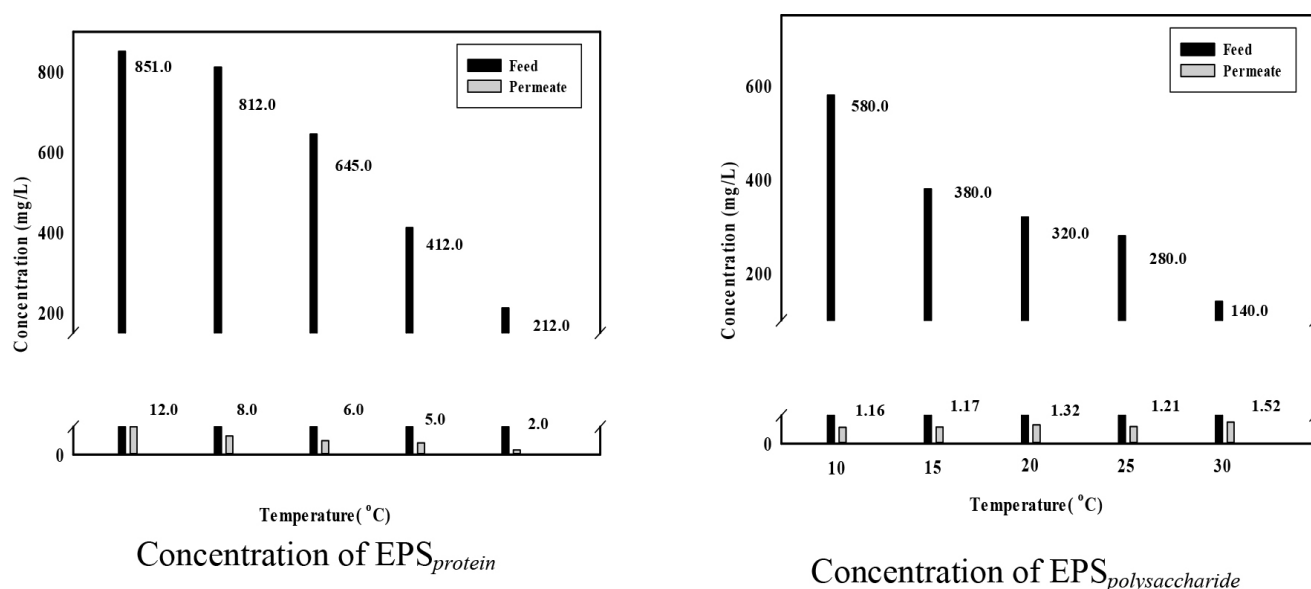 Feed
Permeate
851.0
812.0
645.0
412.0
212.0
800
600
400
200
Concentration (mg/L)
12.0
8.0
6.0
5.0
2.0
0
Temperature( °C)
Concentration of EPSprotein
Feed
Permeate
580.0
380.0
320.0
280.0
140.0
600
400
200
Concentration (mg/L)
1.16
1.17
1.32
1.21
1.52
0
10 15 20 25 30
Temperature( °C)
Concentration of EPSpolysaccharide